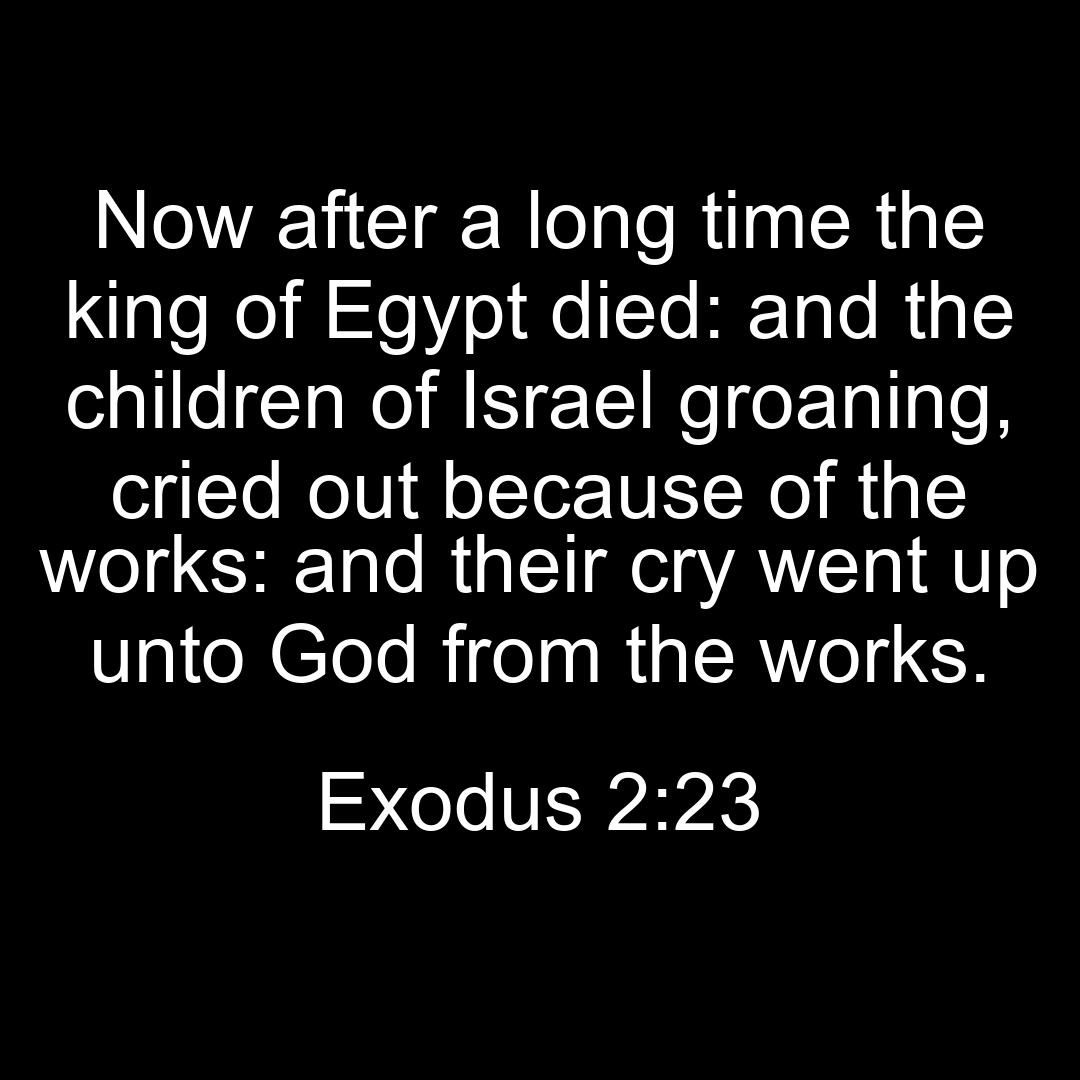 Now after a long time the
king of Egypt died: and the
children of Israel groaning,
cried out because of the
works: and their cry went up
unto God from the works.
Exodus 2:23